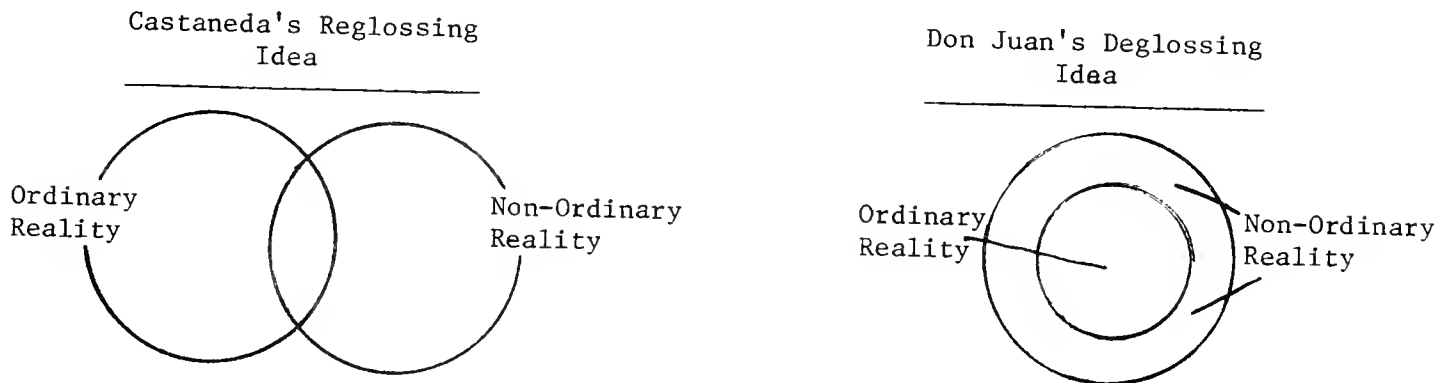 Castaneda's Reglossing
Idea
Ordinary
Reality
Non-Ordinary
Reality
Don Juan's Deglossing
Idea
Ordinary
Reality
Non-Ordinary
Reality